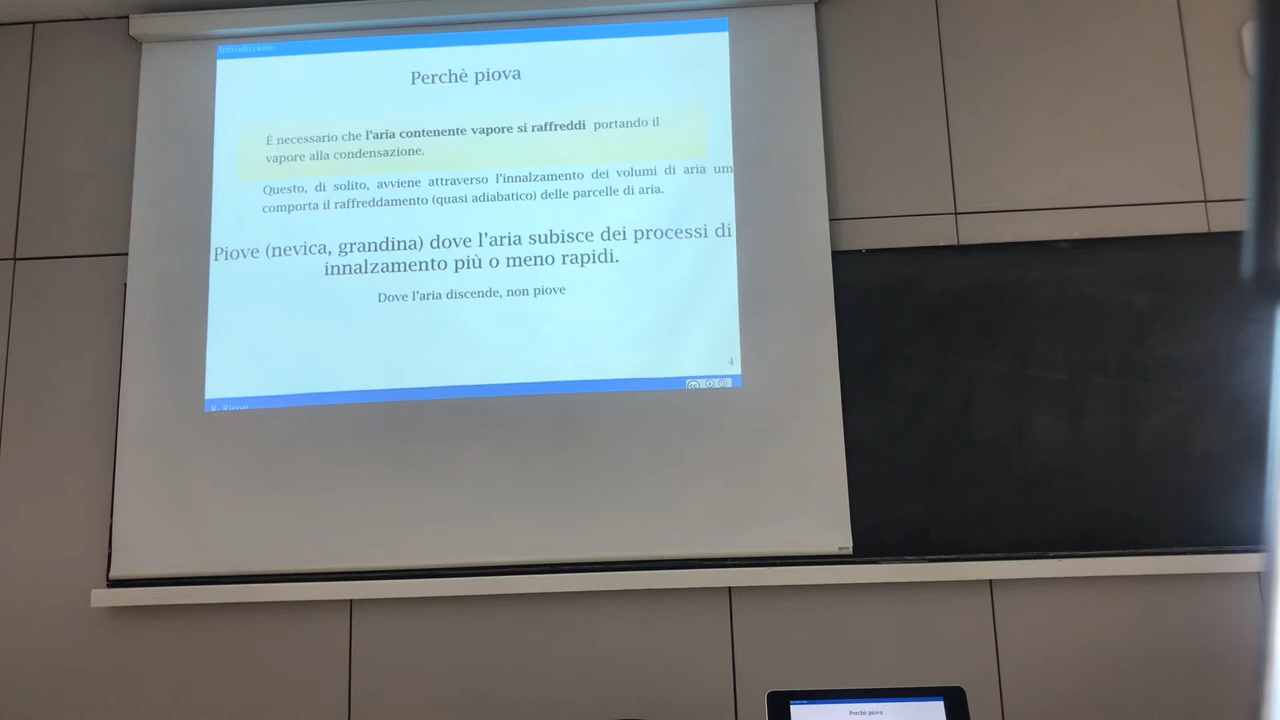 Introduzione
Perchè piova
È necessario che l'aria contenente vapore si raffreddi portando il
vapore alla condensazione.
Questo, di solito, avviene attraverso l'innalzamento dei volumi di aria um
comporta il raffreddamento (quasi adiabatico) delle parcelle di aria.
Piove (nevica, grandina) dove l'aria subisce dei processi di
innalzamento più o meno rapidi.
Dove l'aria discende, non piove
4
R. Rigon
Perchè piova